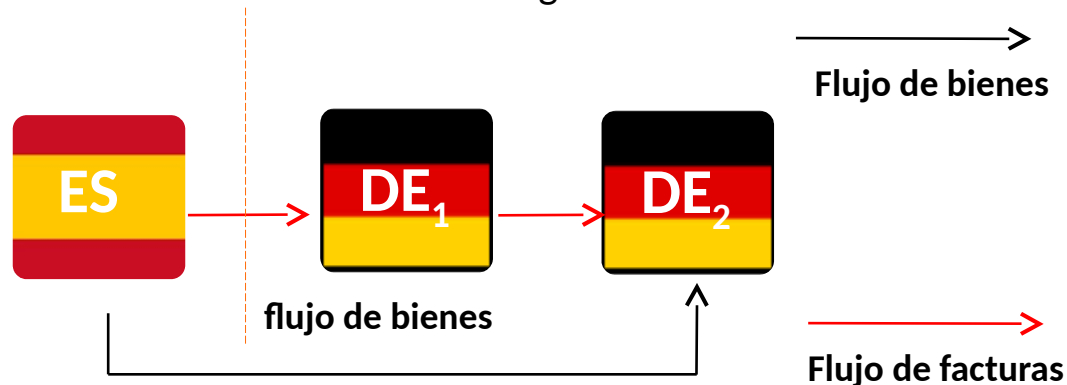 Flujo de bienes
ES
DE1
DE2
flujo de bienes
Flujo de facturas